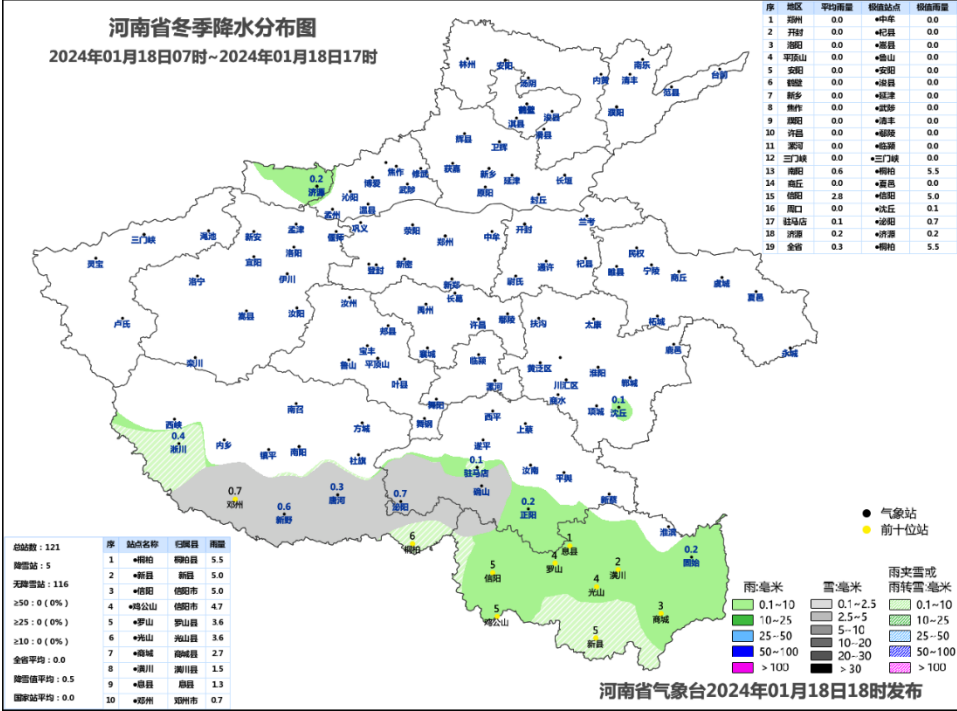 河南省冬季降水分布图
2024年01月18日07时~2024年01月18日17时
序 地区 平均雨量 极值站点 极值雨量
1 郑州 0.0 ●中牟 0.0
2 开封 0.0 ●杞县 0.0
3 洛阳 0.0 ●嵩县 0.0
4 平顶山 0.0 ●鲁山 0.0
5 安阳 0.0 ●安阳 0.0
6 鹤壁 0.0 ●浚县 0.0
7 新乡 0.0 ●延津 0.0
8 焦作 0.0 ●武陟 0.0
9 濮阳 0.0 ●清丰 0.0
10 许昌 0.0 ●鄢陵 0.0
11 漯河 0.0 ●临颍 0.0
12 三门峡 0.0 ●三门峡 0.0
13 南阳 0.6 ●桐柏 5.5
14 商丘 0.0 ●夏邑 0.0
15 信阳 2.8 ●信阳 5.0
16 周口 0.0 ●沈丘 0.1
17 驻马店 0.1 ●泌阳 0.7
18 济源 0.2 ●济源 0.2
19 全省 0.3 ●桐柏 5.5
林州 安阳 汤阴 内黄 南乐 清丰 台前 范县 濮阳
鹤壁 淇县 浚县 滑县
辉县 卫辉 获嘉 新乡 延津 长垣 原阳 封丘
0.2
济源 沁阳 博爱 焦作 修武 武陟 温县 孟州
三门峡 渑池 新安 孟津 偃师 巩义 荥阳 郑州 中牟 开封 兰考
灵宝 宜阳 洛阳 洛宁 伊川 登封 新密 新郑 尉氏 通许 杞县 睢县 民权 宁陵 商丘 虞城 夏邑
卢氏 嵩县 汝阳 汝州 禹州 长葛 许昌 鄢陵 扶沟 太康 柘城 鹿邑 永城
栾川 郏县 宝丰 平顶山 鲁山 襄城 临颍 黄泛区 淮阳 郸城
叶县 漯河 川汇区 商水 项城
0.1
沈丘
西峡
0.4
淅川
内乡 镇平 南召 南阳 方城 社旗 舞阳 舞钢 西平 上蔡 遂平
0.1
驻马店
汝南 平舆 确山 新蔡
0.7
邓州
0.6
新野
0.3
唐河
0.7
泌阳
0.2
正阳
淮滨
6
桐柏
1
息县
0.2
固始
5
信阳
4
罗山
2
潢川
4
光山
5
鸡公山
3
商城
5
新县
● 气象站
● 前十位站
总站数：121
降雪站：5
无降雪站：116
≥50：0 ( 0% )
≥25：0 ( 0% )
≥10：0 ( 0% )
全省平均：0.0
降雪值平均：0.5
国家站平均：0.0
序 站点名称 归属县 雨量
1 ●桐柏 桐柏县 5.5
2 ●新县 新县 5.0
3 ●信阳 信阳市 5.0
4 ●鸡公山 信阳市 4.7
5 ●罗山 罗山县 3.6
6 ●光山 光山县 3.6
7 ●商城 商城县 2.7
8 ●潢川 潢川县 1.5
9 ●息县 息县 1.3
10 ●邓州 邓州市 0.7
雨:毫米
0.1~10
10~25
25~50
50~100
> 100
雪:毫米
0.1~2.5
2.5~5
5~10
10~20
20~30
> 30
雨夹雪或
雨转雪:毫米
0.1~10
10~25
25~50
50~100
> 100
河南省气象台2024年01月18日18时发布